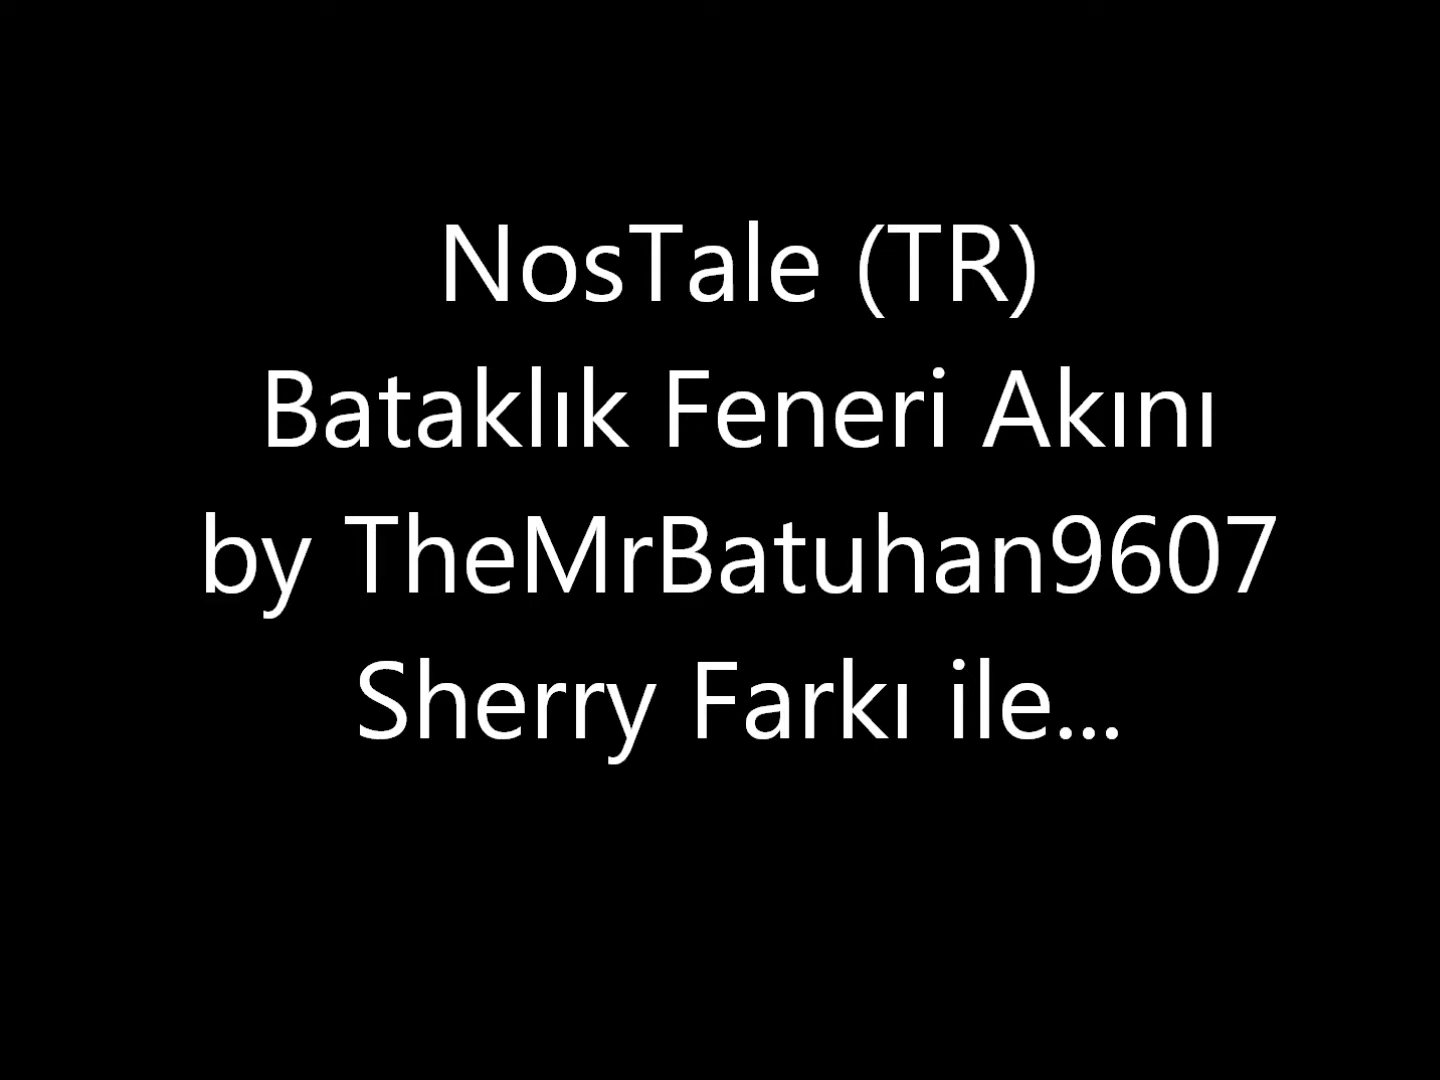 NosTale (TR)
Bataklık Feneri Akını
by TheMrBatuhan9607
Sherry Farkı ile...